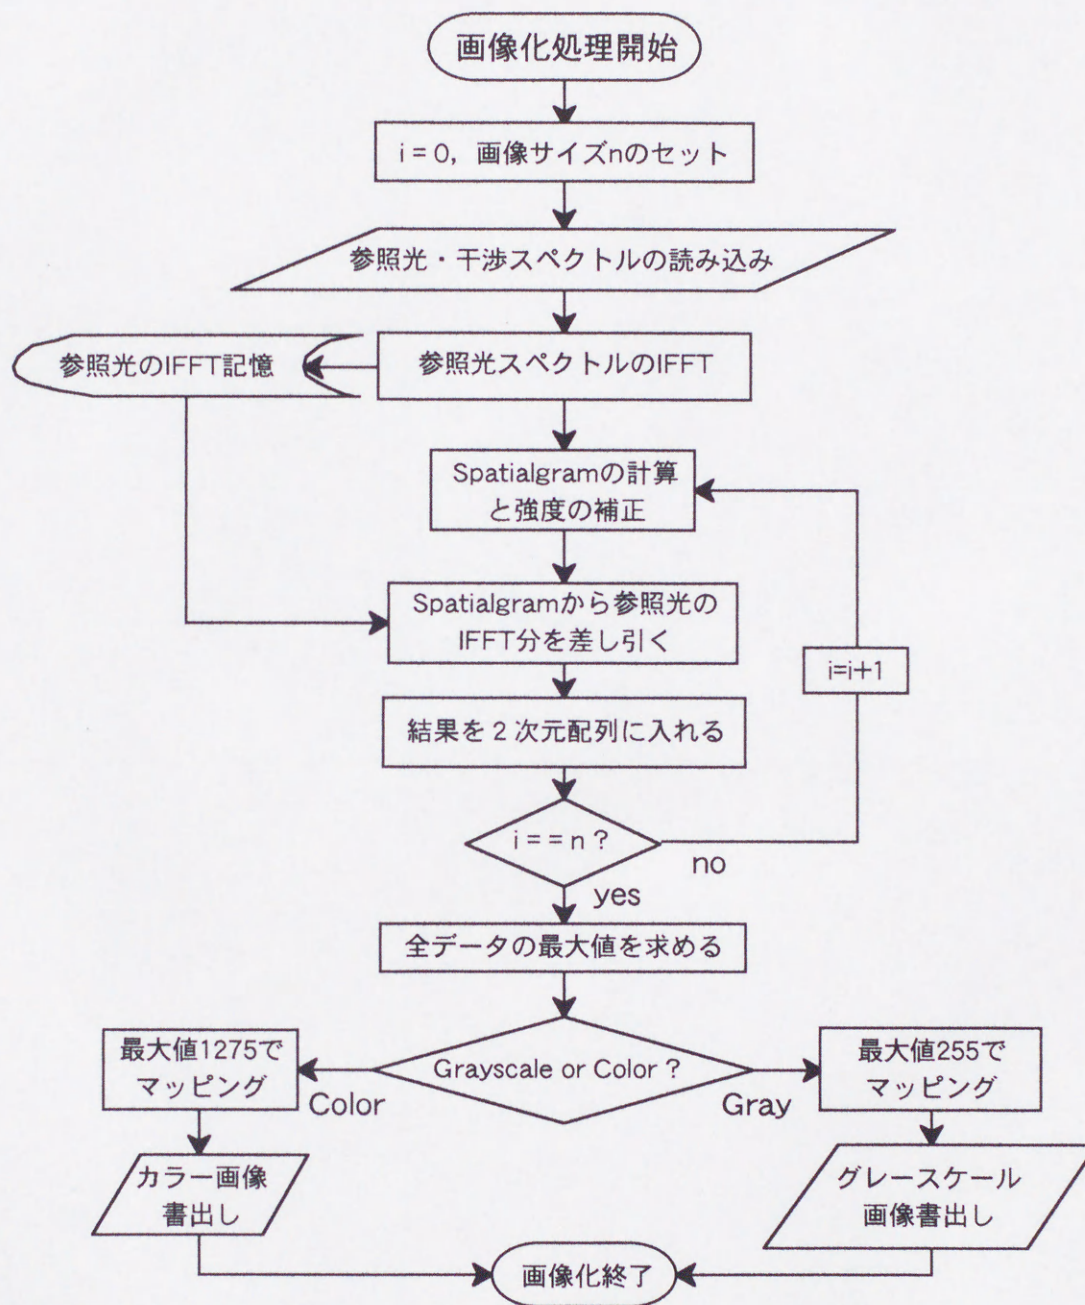 画像化処理開始
i = 0, 画像サイズnのセット
参照光・干渉スペクトルの読み込み
参照光のIFFT記憶
参照光スペクトルのIFFT
Spatialgramの計算
と強度の補正
Spatialgramから参照光の
IFFT分を差し引く
i=i+1
結果を２次元配列に入れる
i = = n ?
no
yes
全データの最大値を求める
Grayscale or Color ?
最大値1275で
マッピング
Color
最大値255で
マッピング
Gray
カラー画像
書出し
グレースケール
画像書出し
画像化終了